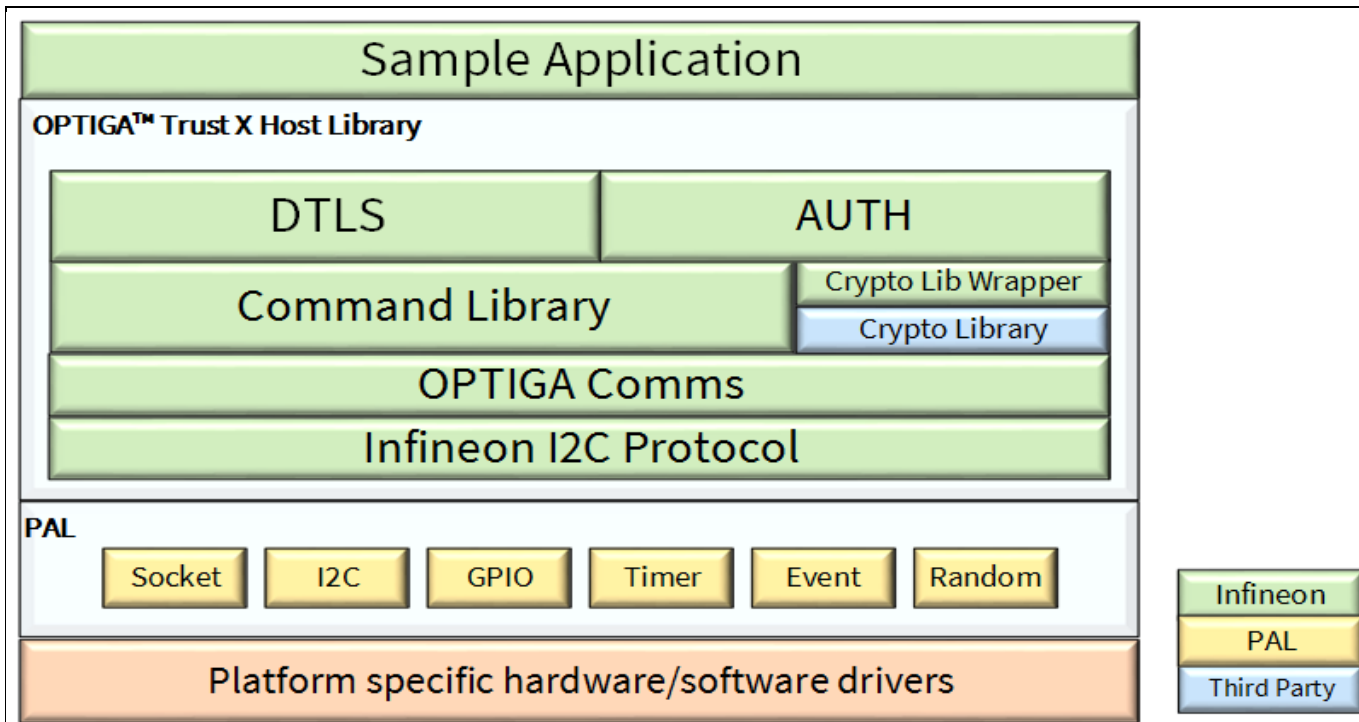 Sample Application
OPTIGA™ Trust X Host Library
DTLS
AUTH
Command Library
Crypto Lib Wrapper
Crypto Library
OPTIGA Comms
Infineon I2C Protocol
PAL
Socket
I2C
GPIO
Timer
Event
Random
Platform specific hardware/software drivers
Infineon
PAL
Third Party